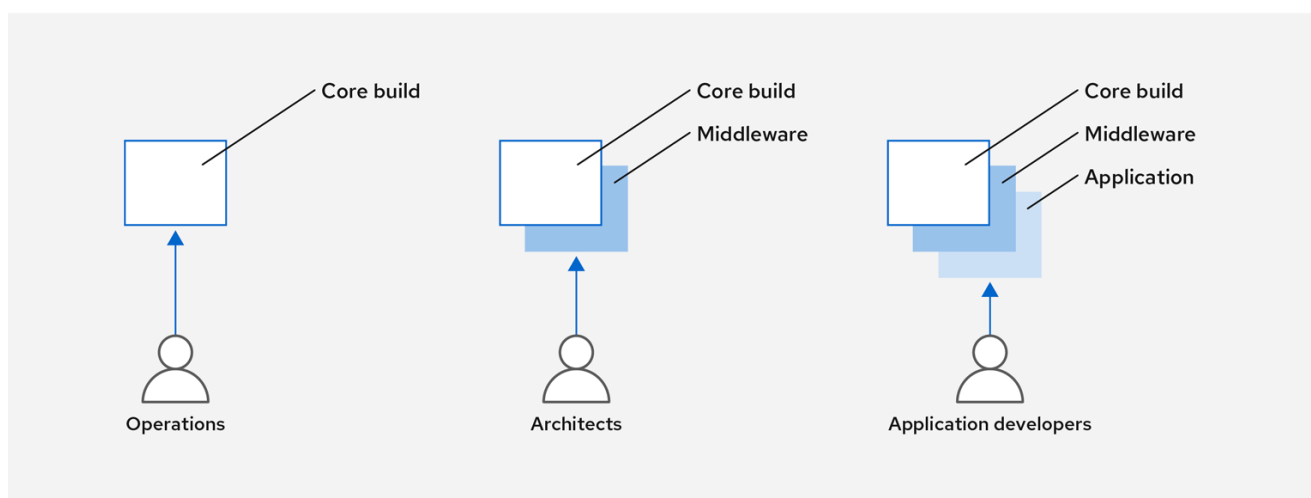 Core build
Operations
Core build
Middleware
Architects
Core build
Middleware
Application
Application developers